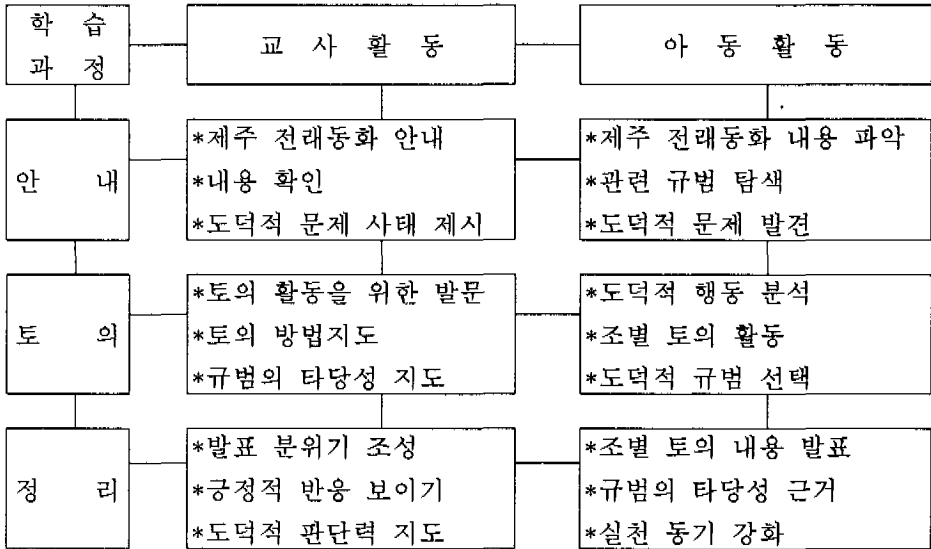 학 습
과 정
교 사 활 동
아 동 활 동
안 내
*제주 전래동화 안내
*내용 확인
*도덕적 문제 사태 제시
*제주 전래동화 내용 파악
*관련 규범 탐색
*도덕적 문제 발견
토 의
*토의 활동을 위한 발문
*토의 방법지도
*규범의 타당성 지도
*도덕적 행동 분석
*조별 토의 활동
*도덕적 규범 선택
정 리
*발표 분위기 조성
*긍정적 반응 보이기
*도덕적 판단력 지도
*조별 토의 내용 발표
*규범의 타당성 근거
*실천 동기 강화